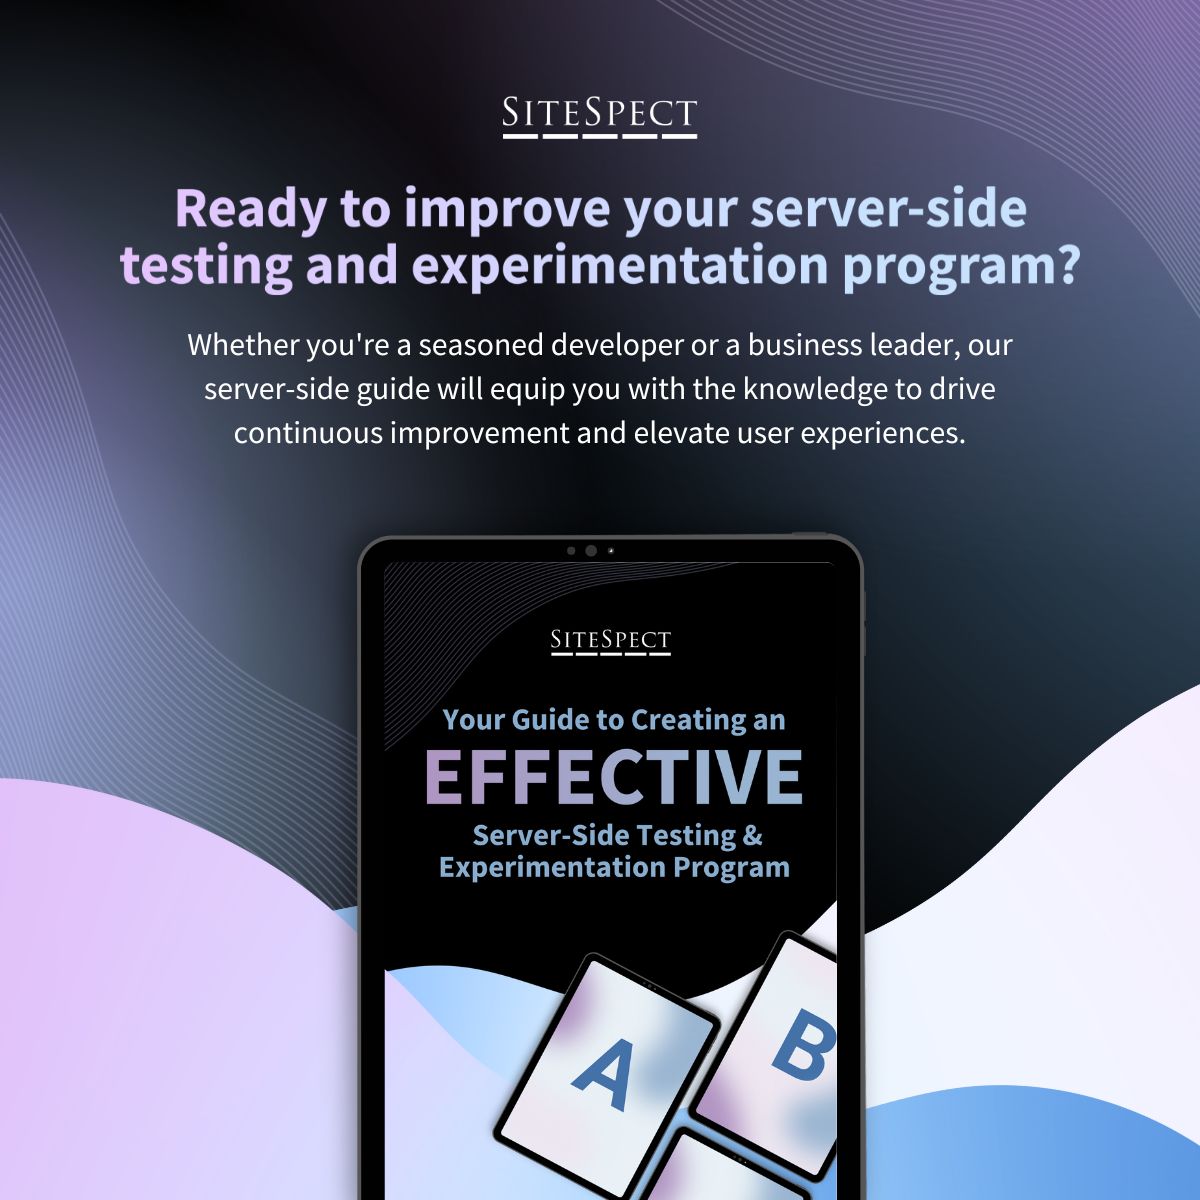 SITESPECT
Ready to improve your server-side
testing and experimentation program?
Whether you're a seasoned developer or a business leader, our
server-side guide will equip you with the knowledge to drive
continuous improvement and elevate user experiences.
SITESPECT
Your Guide to Creating an
EFFECTIVE
Server-Side Testing &
Experimentation Program
A
B